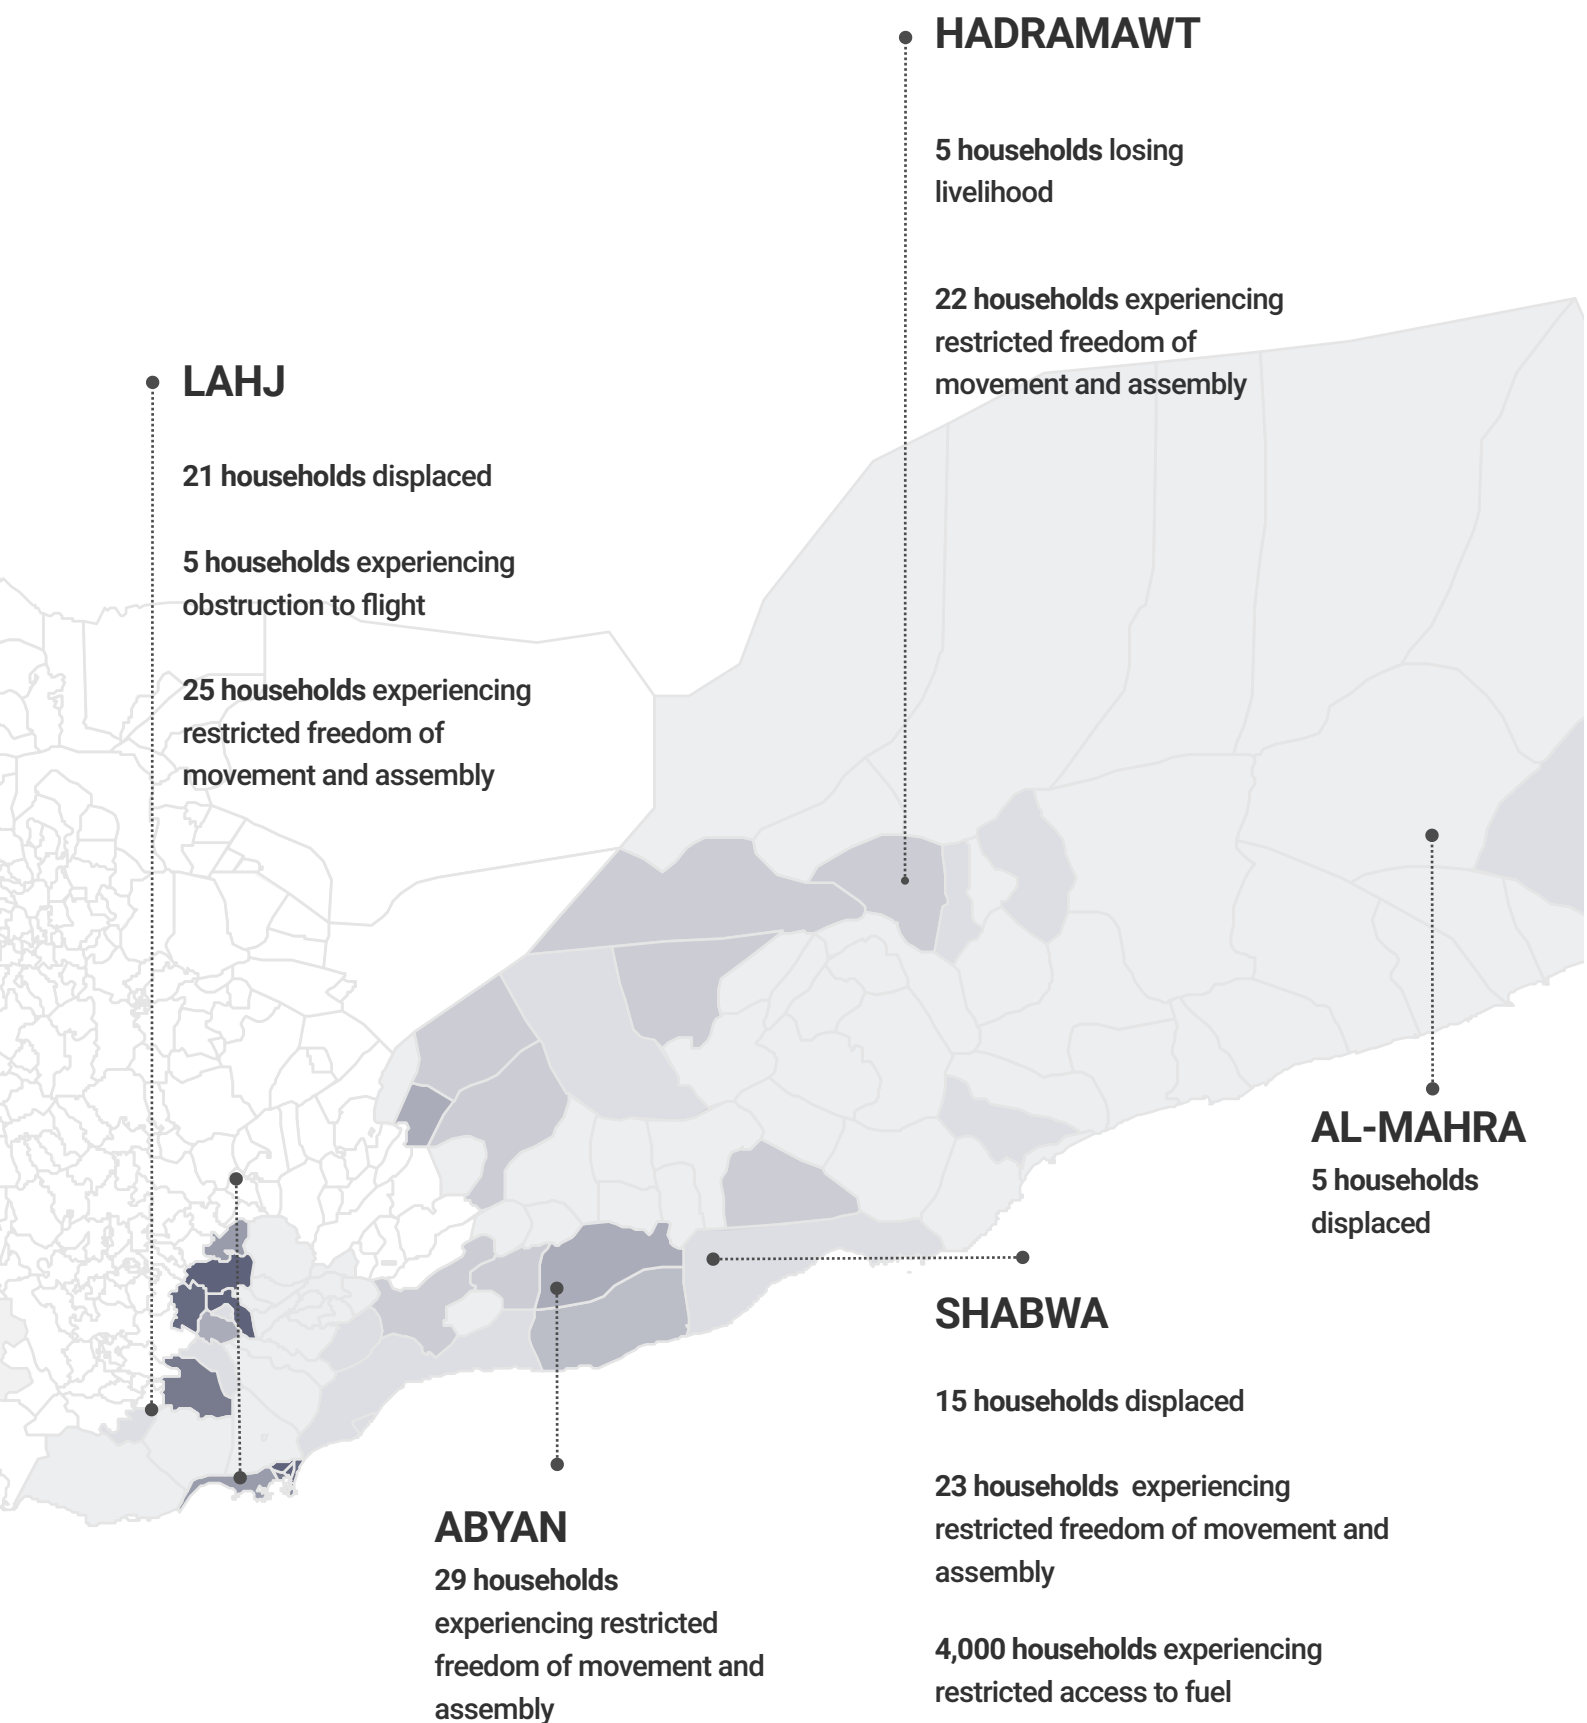 HADRAMAWT
5 households losing
livelihood
22 households experiencing
restricted freedom of
movement and assembly
LAHJ
21 households displaced
5 households experiencing
obstruction to flight
25 households experiencing
restricted freedom of
movement and assembly
AL-MAHRA
5 households
displaced
SHABWA
15 households displaced
23 households experiencing
restricted freedom of movement and
assembly
4,000 households experiencing
restricted access to fuel
ABYAN
29 households
experiencing restricted
freedom of movement and
assembly